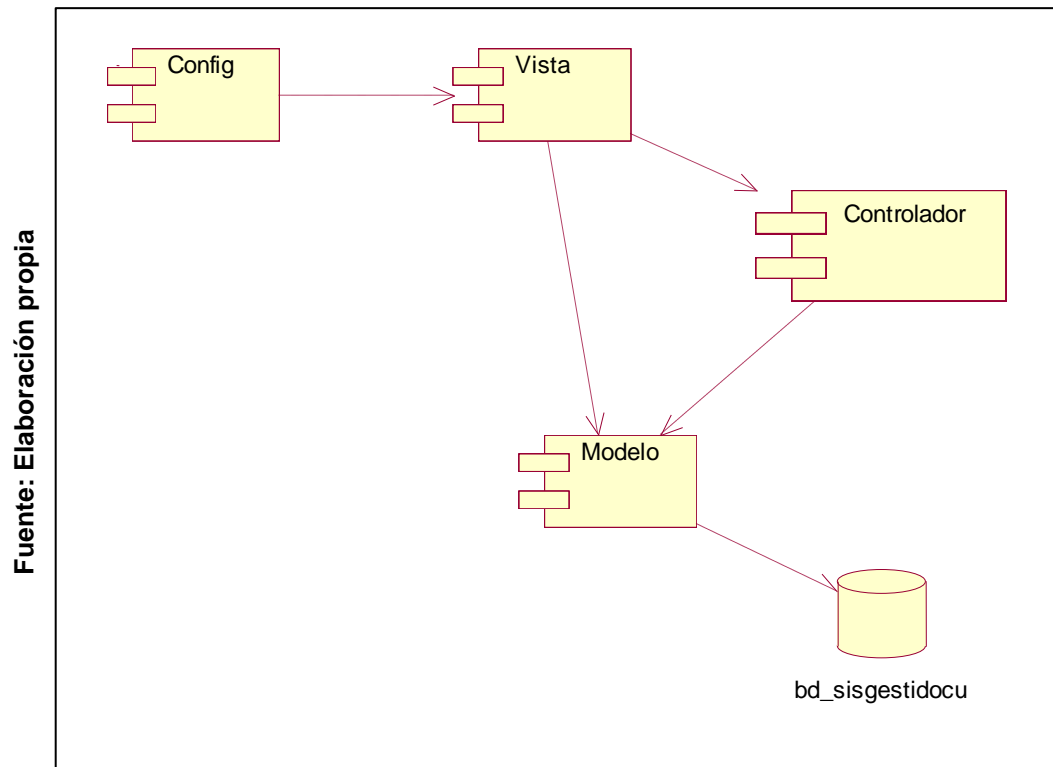 Config
Vista
Controlador
Modelo
bd_sisgestidocu
Fuente: Elaboración propia